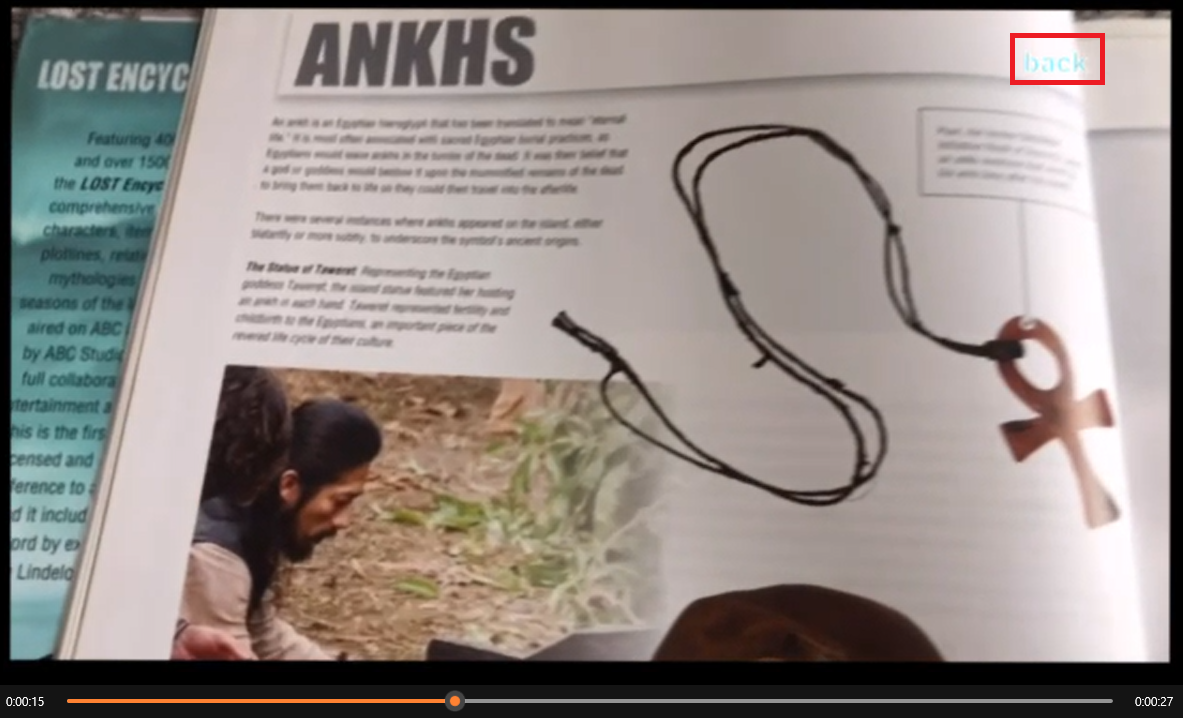 ANKHS
back
LOST ENCYC
Featuring 40
and over 150
the LOST Encyc
comprehensive
characters, item
plotlines, relat
mythologies
seasons of the
aired on ABC
by ABC Studi
full collabora
tertainment a
his is the firs
censed and
ference to a
d it includ
ord by ex
Lindelo
An ankh is an Egyptian hieroglyph that has been translated to mean "eternal
life." It is most often associated with sacred Egyptian burial practices, as
Egyptians would leave ankhs in the tombs of the dead. It was their belief that
a god or goddess would bestow it upon the mummified remains of the dead
to bring them back to life so they could then travel into the afterlife.
There were several instances where ankhs appeared on the island, either
blatantly or more subtly, to underscore the symbol's ancient origins.
The Statue of Taweret Representing the Egyptian
goddess Taweret, the island statue featured her holding
an ankh in each hand. Taweret represented fertility and
childbirth to the Egyptians, an important piece of the
revered life cycle of their culture.
0:00:15
0:00:27